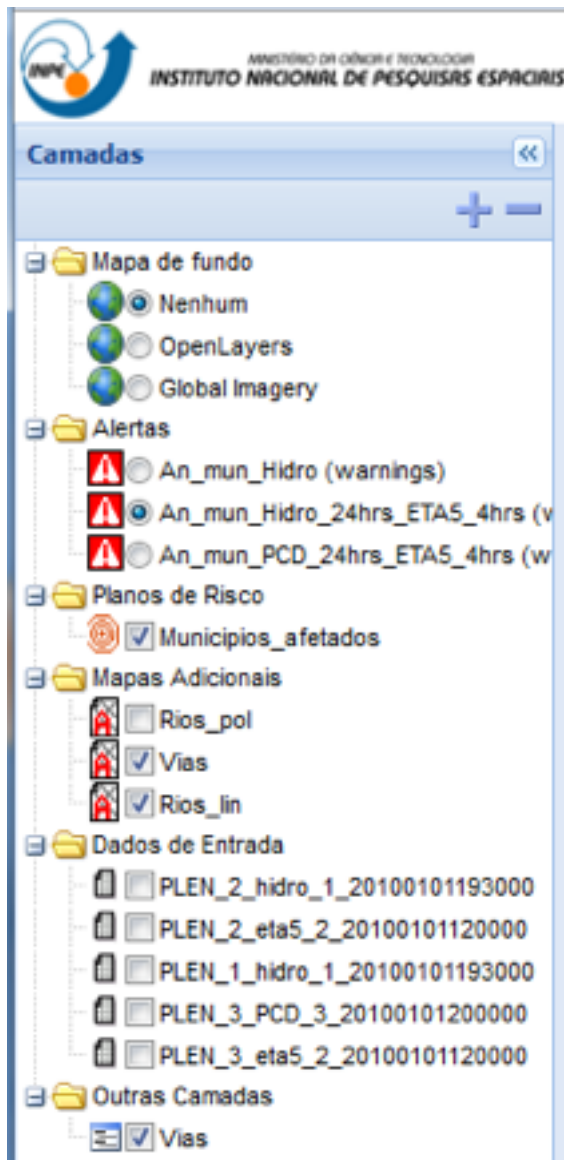 INPE
MINISTÉRIO DA CIÊNCIA E TECNOLOGIA
INSTITUTO NACIONAL DE PESQUISAS ESPACIAIS
Camadas
Mapa de fundo
Nenhum
OpenLayers
Global Imagery
Alertas
An_mun_Hidro (warnings)
An_mun_Hidro_24hrs_ETA5_4hrs (v
An_mun_PCD_24hrs_ETA5_4hrs (w
Planos de Risco
Municipios_afetados
Mapas Adicionais
Rios_pol
Vias
Rios_lin
Dados de Entrada
PLEN_2_hidro_1_20100101193000
PLEN_2_eta5_2_20100101120000
PLEN_1_hidro_1_20100101193000
PLEN_3_PCD_3_20100101200000
PLEN_3_eta5_2_20100101120000
Outras Camadas
Vias